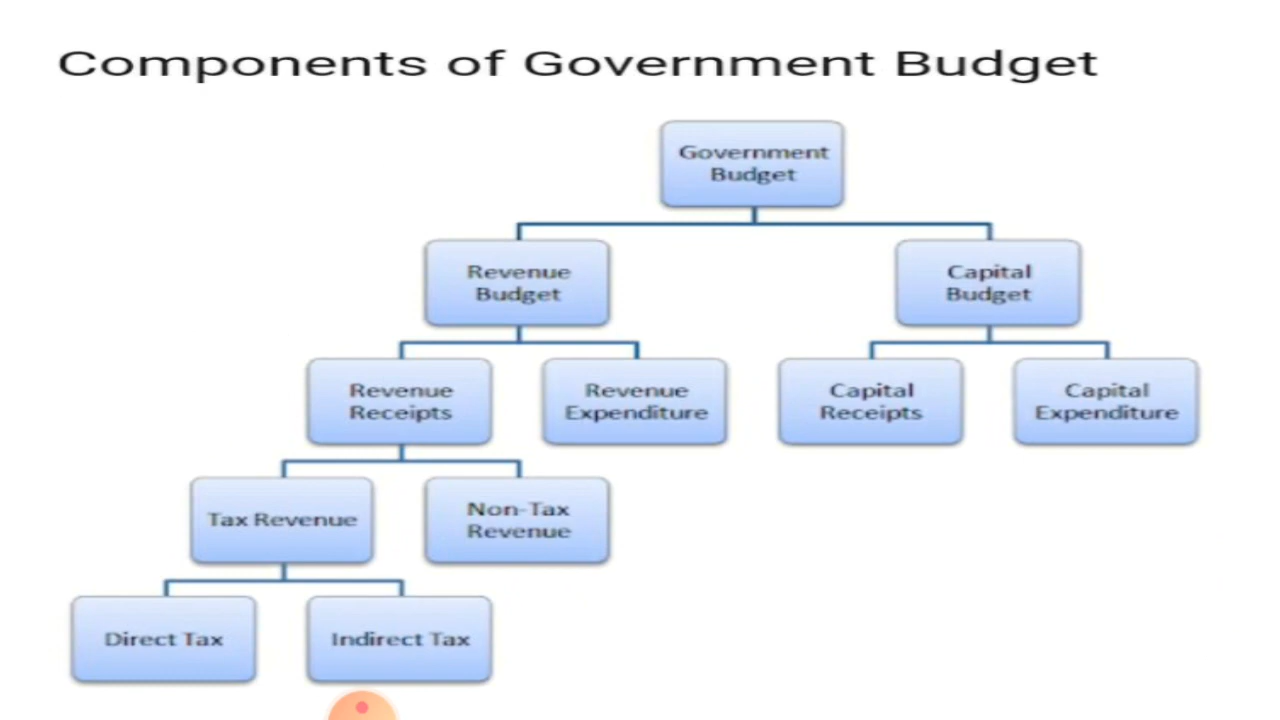 Components of Government Budget
Government
Budget
Revenue
Budget
Capital
Budget
Revenue
Receipts
Revenue
Expenditure
Capital
Receipts
Capital
Expenditure
Tax Revenue
Non-Tax
Revenue
Direct Tax
Indirect Tax